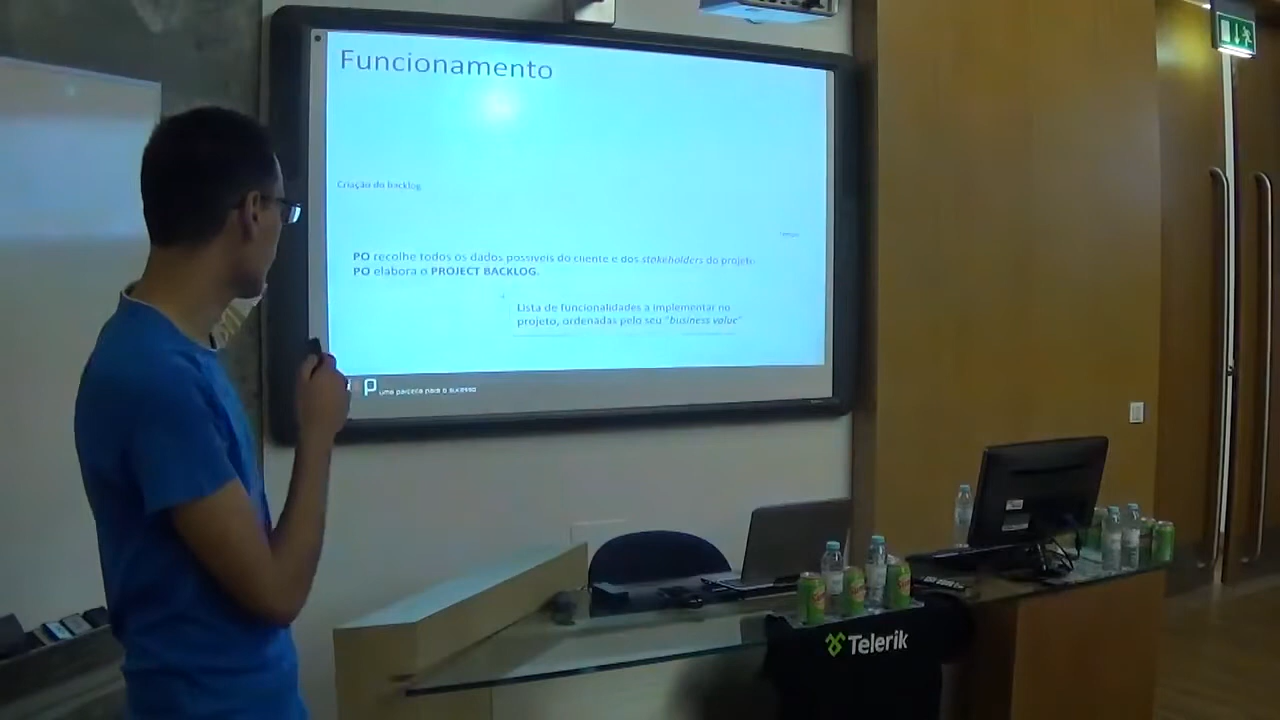 Funcionamento
Criação do backlog
Tempo
PO recolhe todos os dados possíveis do cliente e dos stakeholders do projeto
PO elabora o PROJECT BACKLOG.
Lista de funcionalidades a implementar no
projeto, ordenadas pelo seu "business value"
uma parceria para o sucesso
Telerik